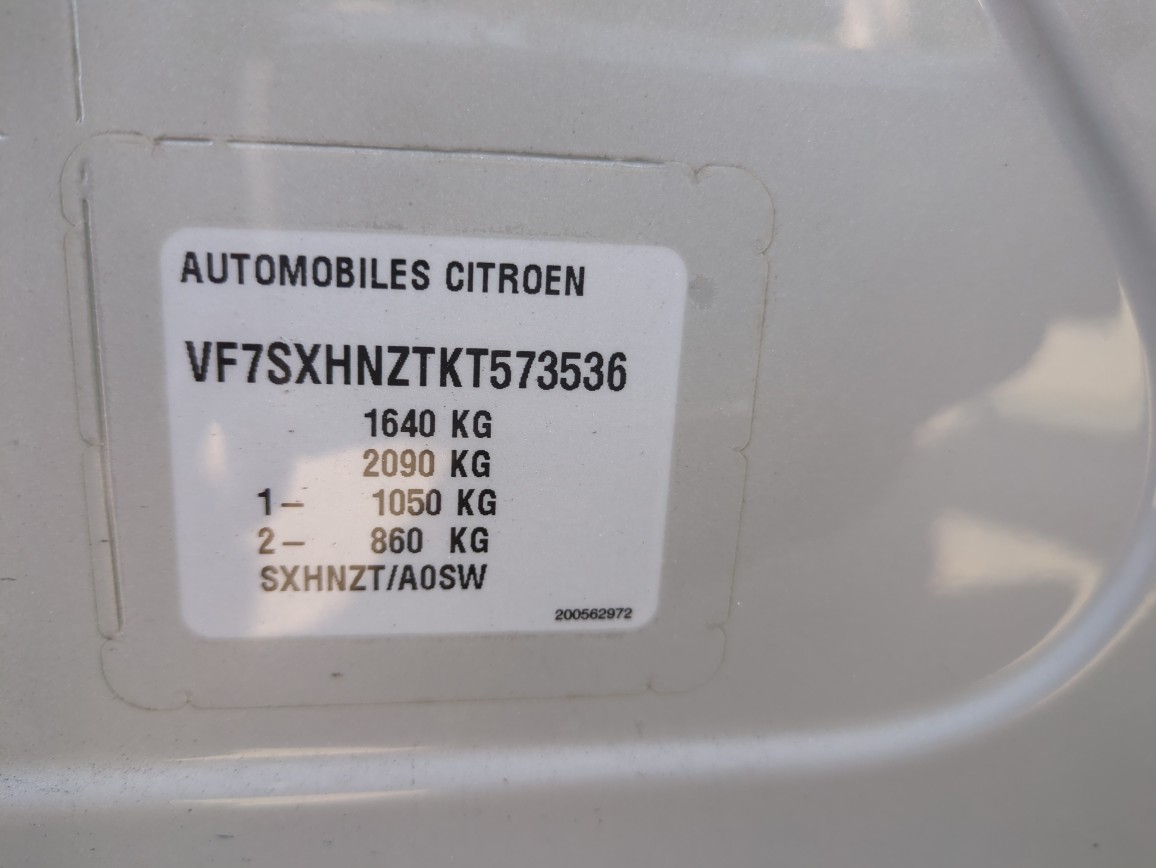 AUTOMOBILES CITROEN
VF7SXHNZTKT573536
1640 KG
2090 KG
1- 1050 KG
2- 860 KG
SXHNZT/A0SW
200562972